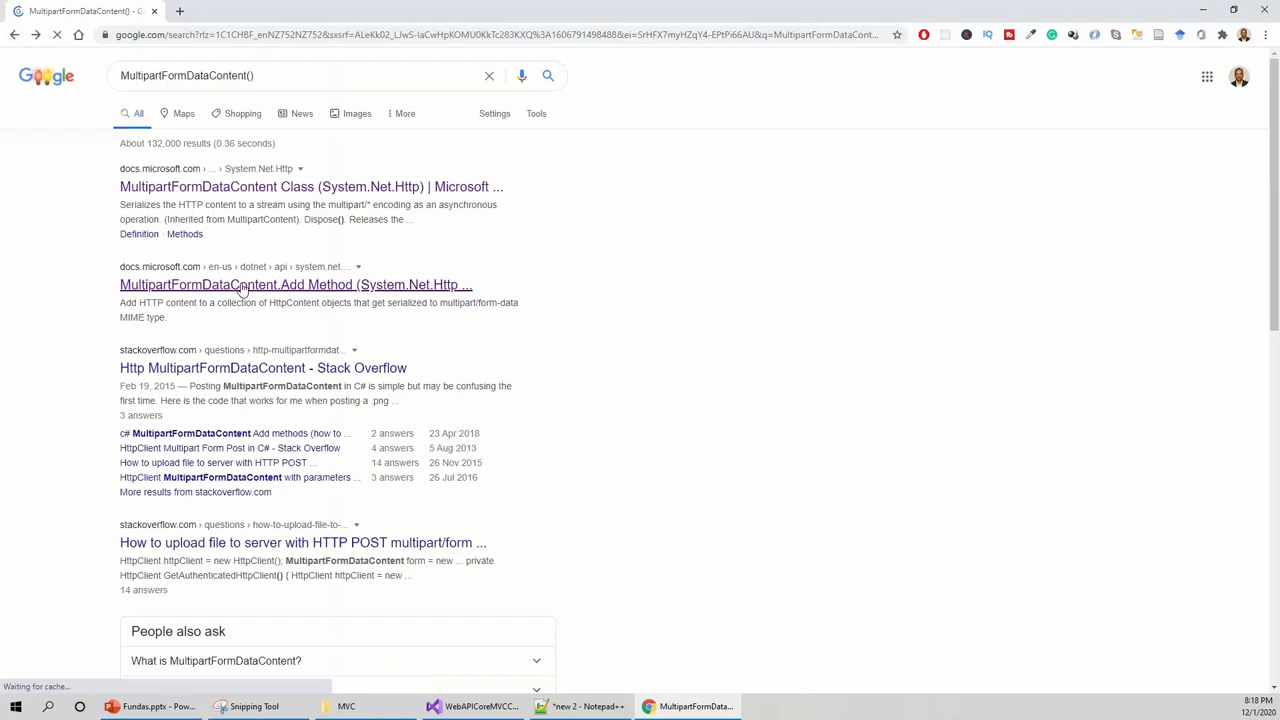 MultipartFormDataContent() - Go
google.com/search?rlz=1C1CHBF_enNZ752NZ752&sxsrf=ALeKk02_LJwS-IaCwHpMOU0KkTc283KXQ%3A1606791498488&ei=SrHFX7myHZqY4-EPtPi66AU&q=MultipartFormDataCont...
Google
MultipartFormDataContent()
All
Maps
Shopping
News
Images
More
Settings
Tools
About 132,000 results (0.36 seconds)
docs.microsoft.com › ... › System.Net.Http
MultipartFormDataContent Class (System.Net.Http) | Microsoft ...
Serializes the HTTP content to a stream using the multipart/* encoding as an asynchronous
operation. (Inherited from MultipartContent). Dispose(). Releases the ...
Definition · Methods
docs.microsoft.com › en-us › dotnet › api › system.net....
MultipartFormDataContent.Add Method (System.Net.Http ...
Add HTTP content to a collection of HttpContent objects that get serialized to multipart/form-data
MIME type.
stackoverflow.com › questions › http-multipartformdat...
Http MultipartFormDataContent - Stack Overflow
Feb 19, 2015 — Posting MultipartFormDataContent in C# is simple but may be confusing the
first time. Here is the code that works for me when posting a .png ...
3 answers
c# MultipartFormDataContent Add methods (how to ... 2 answers 23 Apr 2018
HttpClient Multipart Form Post in C# - Stack Overflow 4 answers 5 Aug 2013
How to upload file to server with HTTP POST ... 14 answers 26 Nov 2015
HttpClient MultipartFormDataContent with parameters ... 3 answers 26 Jul 2016
More results from stackoverflow.com
stackoverflow.com › questions › how-to-upload-file-to-...
How to upload file to server with HTTP POST multipart/form ...
HttpClient httpClient = new HttpClient(); MultipartFormDataContent form = new ... private
HttpClient GetAuthenticatedHttpClient() { HttpClient httpClient = new ...
14 answers
People also ask
What is MultipartFormDataContent?
Waiting for cache...
Fundas.pptx - Pow...
Snipping Tool
MVC
WebAPICoreMVCC...
*new 2 - Notepad++
MultipartFormData...
8:18 PM
12/1/2020